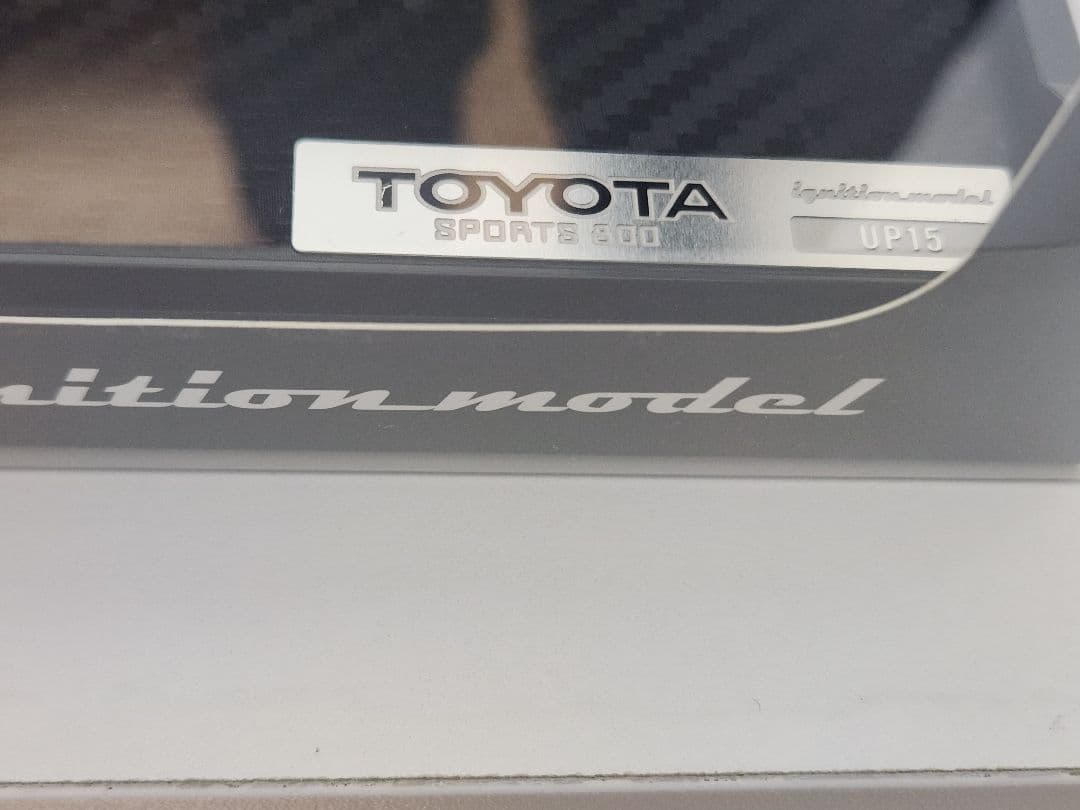 TOYOTA
SPORTS 800
ignition model
UP15
nition model